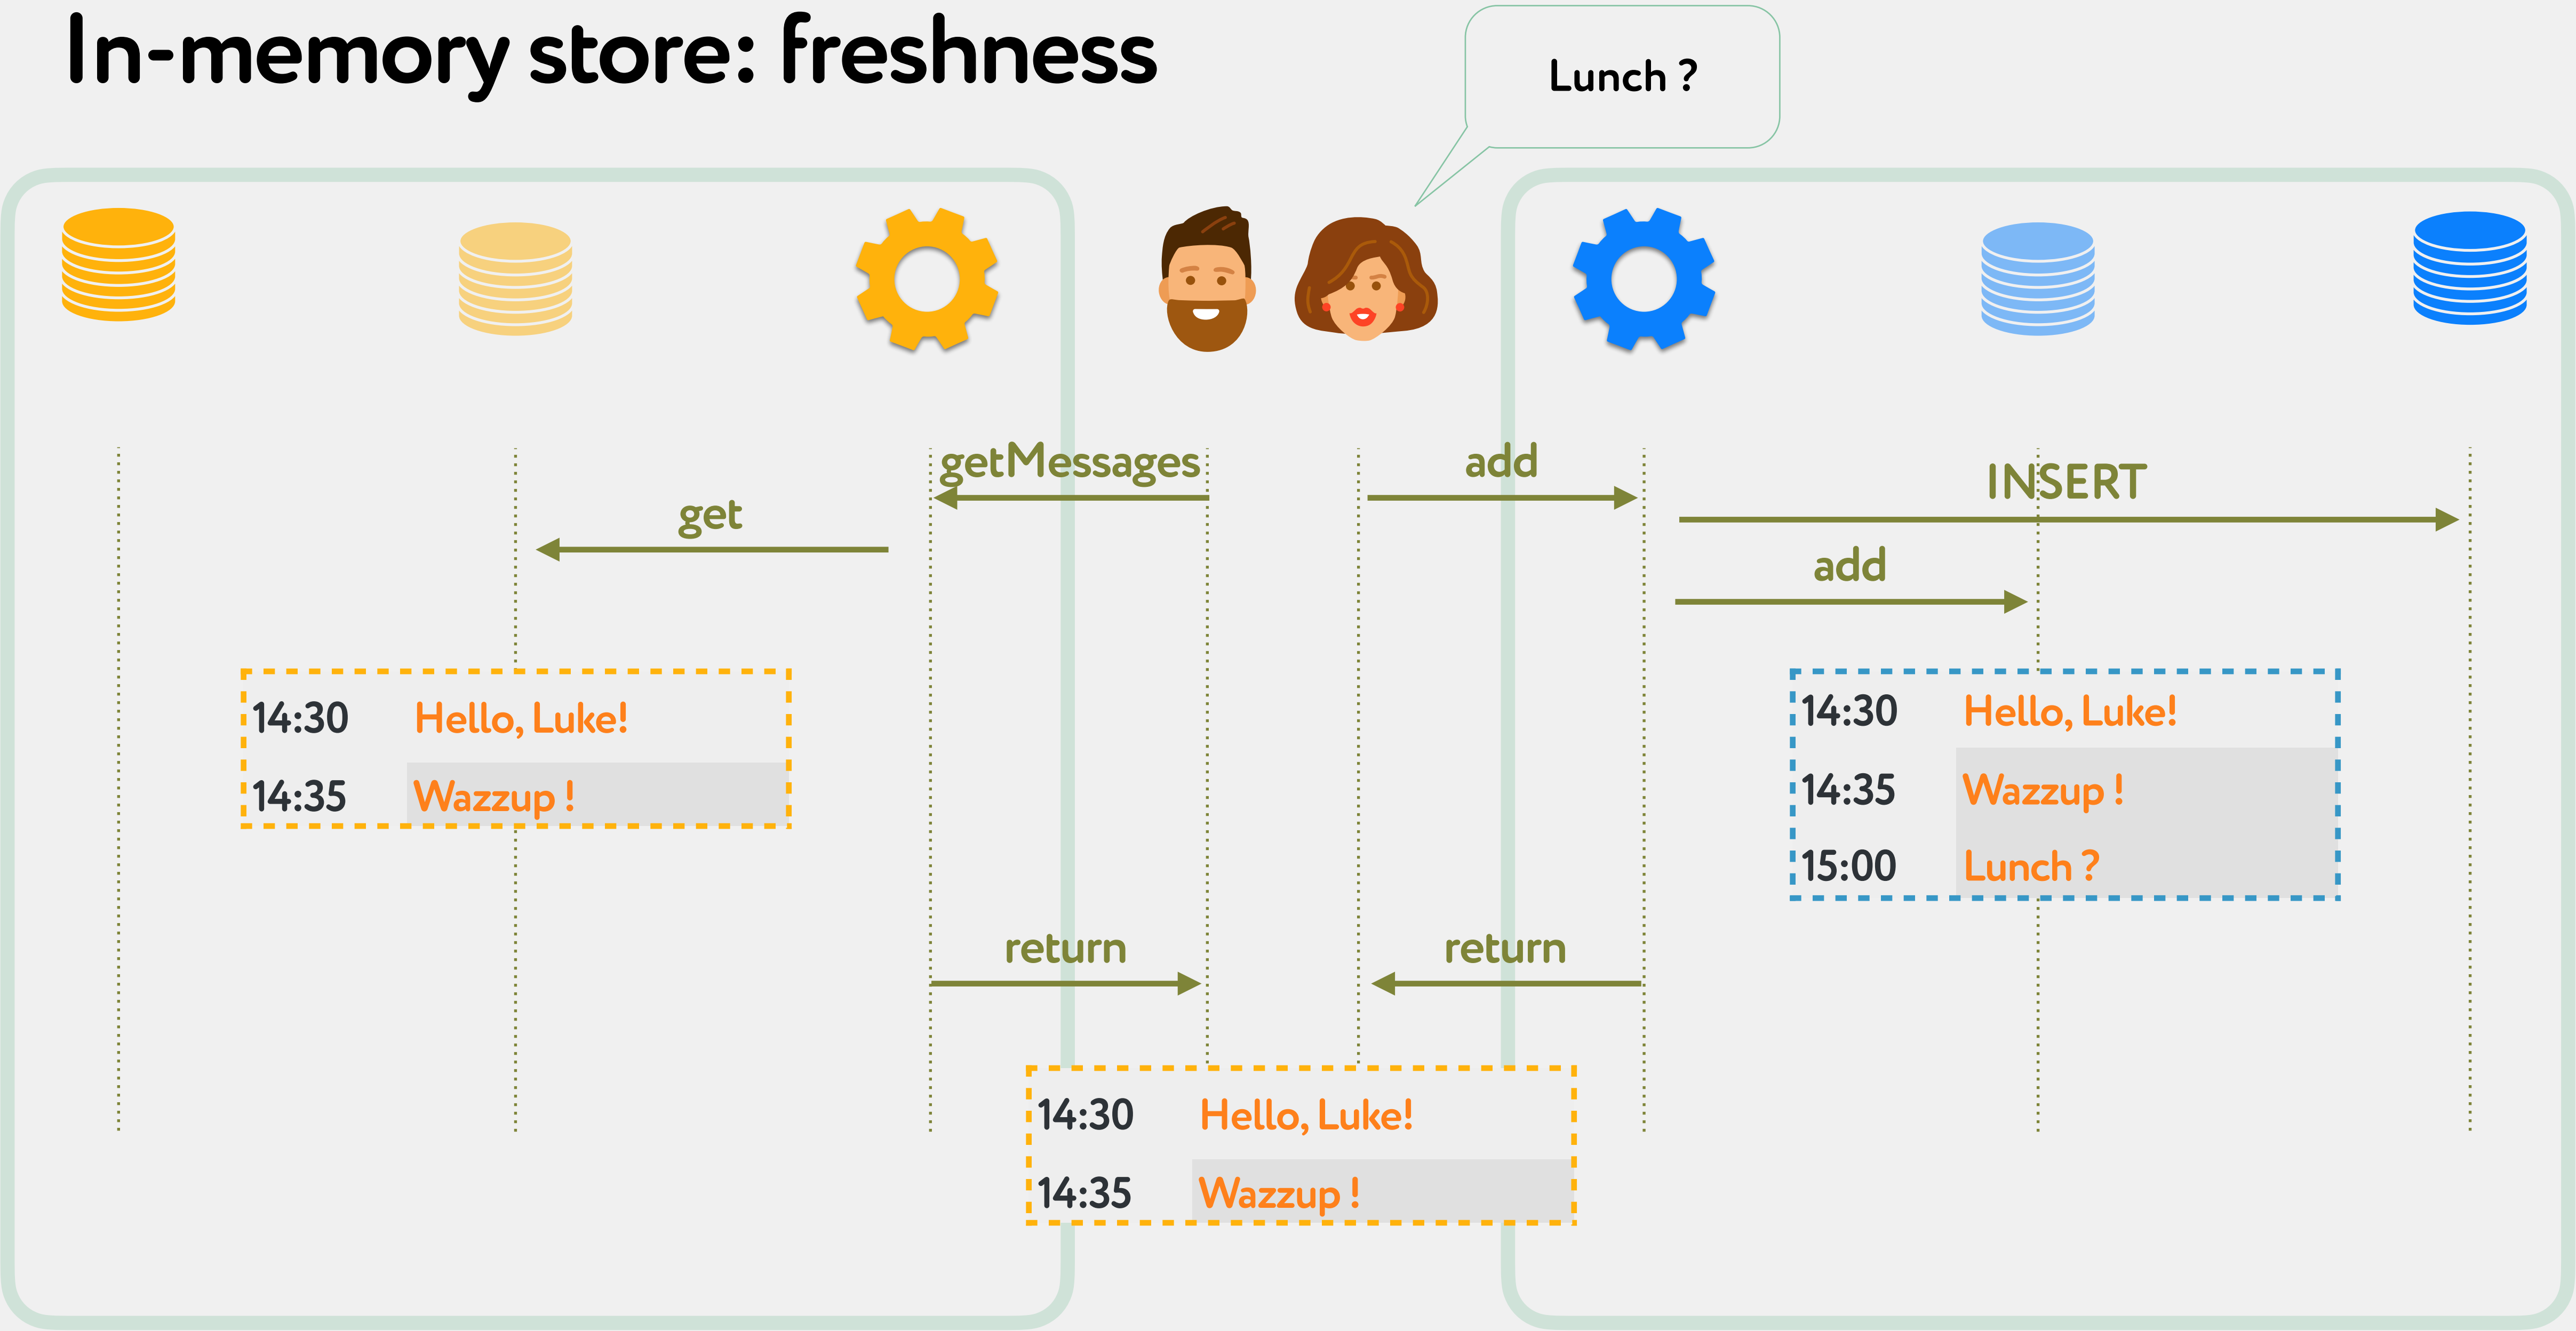 In-memory store: freshness
Lunch ?
getMessages
add
INSERT
get
add
14:30 Hello, Luke!
14:35 Wazzup !
14:30 Hello, Luke!
14:35 Wazzup !
15:00 Lunch ?
return
return
14:30 Hello, Luke!
14:35 Wazzup !